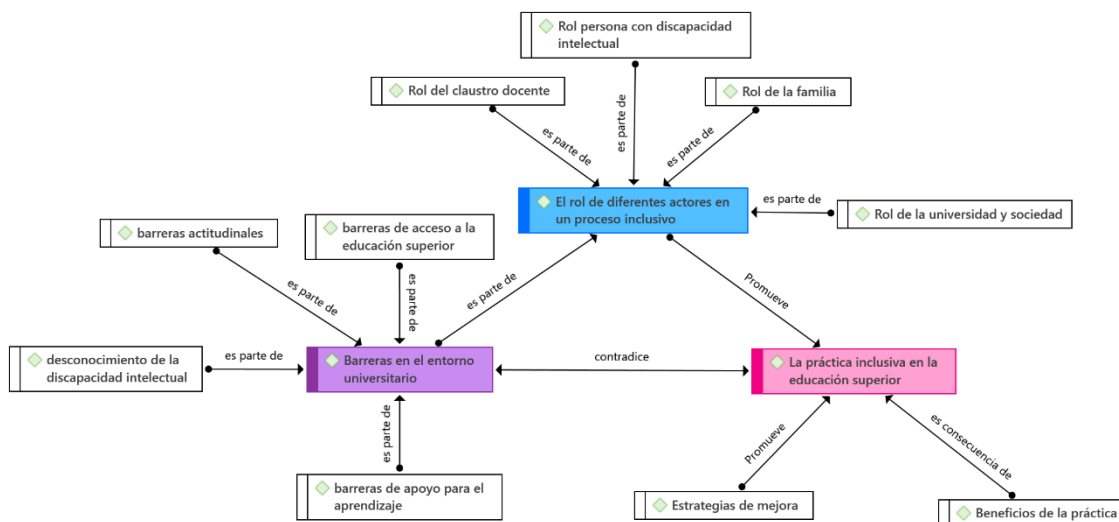 Rol persona con discapacidad
intelectual
Rol del claustro docente
Rol de la familia
es parte de
es parte de
es parte de
El rol de diferentes actores en
un proceso inclusivo
es parte de
Rol de la universidad y sociedad
barreras actitudinales
barreras de acceso a la
educación superior
es parte de
es parte de
es parte de
Promueve
desconocimiento de la
discapacidad intelectual
es parte de
Barreras en el entorno
universitario
contradice
La práctica inclusiva en la
educación superior
es parte de
Promueve
es consecuencia de
barreras de apoyo para el
aprendizaje
Estrategias de mejora
Beneficios de la práctica